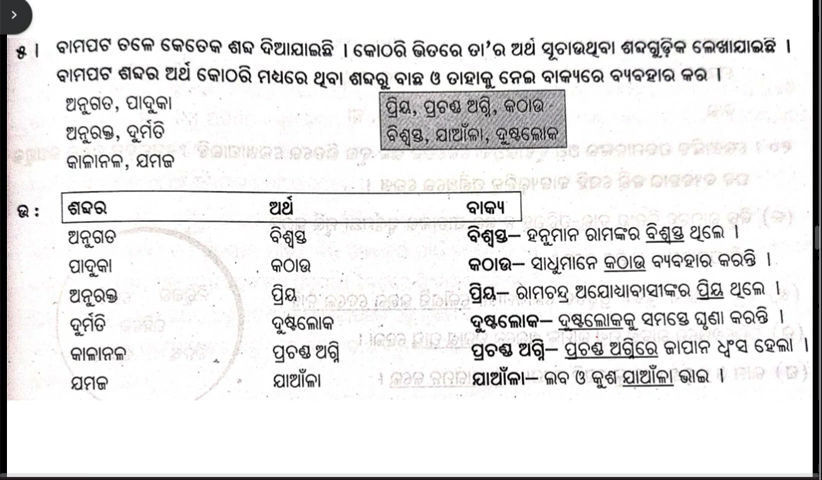 ୫ । ବାମପଟ ତଳେ କେତେକ ଶବ୍ଦ ଦିଆଯାଇଛି । କୋଠରି ଭିତରେ ତା’ର ଅର୍ଥ ସୂଚାଉଥିବା ଶବ୍ଦଗୁଡ଼ିକ ଲେଖାଯାଇଛି ।
ବାମପଟ ଶବ୍ଦର ଅର୍ଥ କୋଠରି ମଧ୍ୟରେ ଥିବା ଶବ୍ଦରୁ ବାଛ ଓ ତାହାକୁ ନେଇ ବାକ୍ୟରେ ବ୍ୟବହାର କର ।
ଅନୁଗତ, ପାଦୁକା ପ୍ରିୟ, ପ୍ରଚଣ୍ଡ ଅଗ୍ନି, କଠାଉ
ଅନୁରକ୍ତ, ଦୁର୍ମତି ବିଶ୍ୱସ୍ତ, ଯାଆଁଳା, ଦୁଷ୍ଟଲୋକ
କାଳାନଳ, ଯମଜ
ଉ : ଶବ୍ଦର ଅର୍ଥ ବାକ୍ୟ
ଅନୁଗତ ବିଶ୍ୱସ୍ତ ବିଶ୍ୱସ୍ତ– ହନୁମାନ ରାମଙ୍କର ବିଶ୍ୱସ୍ତ ଥିଲେ ।
ପାଦୁକା କଠାଉ କଠାଉ– ସାଧୁମାନେ କଠାଉ ବ୍ୟବହାର କରନ୍ତି ।
ଅନୁରକ୍ତ ପ୍ରିୟ ପ୍ରିୟ– ରାମଚନ୍ଦ୍ର ଅଯୋଧ୍ୟାବାସୀଙ୍କର ପ୍ରିୟ ଥିଲେ ।
ଦୁର୍ମତି ଦୁଷ୍ଟଲୋକ ଦୁଷ୍ଟଲୋକ– ଦୁଷ୍ଟଲୋକକୁ ସମସ୍ତେ ଘୃଣା କରନ୍ତି ।
କାଳାନଳ ପ୍ରଚଣ୍ଡ ଅଗ୍ନି ପ୍ରଚଣ୍ଡ ଅଗ୍ନି– ପ୍ରଚଣ୍ଡ ଅଗ୍ନିରେ ଜାପାନ ଧ୍ୱଂସ ହେଲା ।
ଯମଜ ଯାଆଁଳା ଯାଆଁଳା– ଲବ ଓ କୁଶ ଯାଆଁଳା ଭାଇ ।